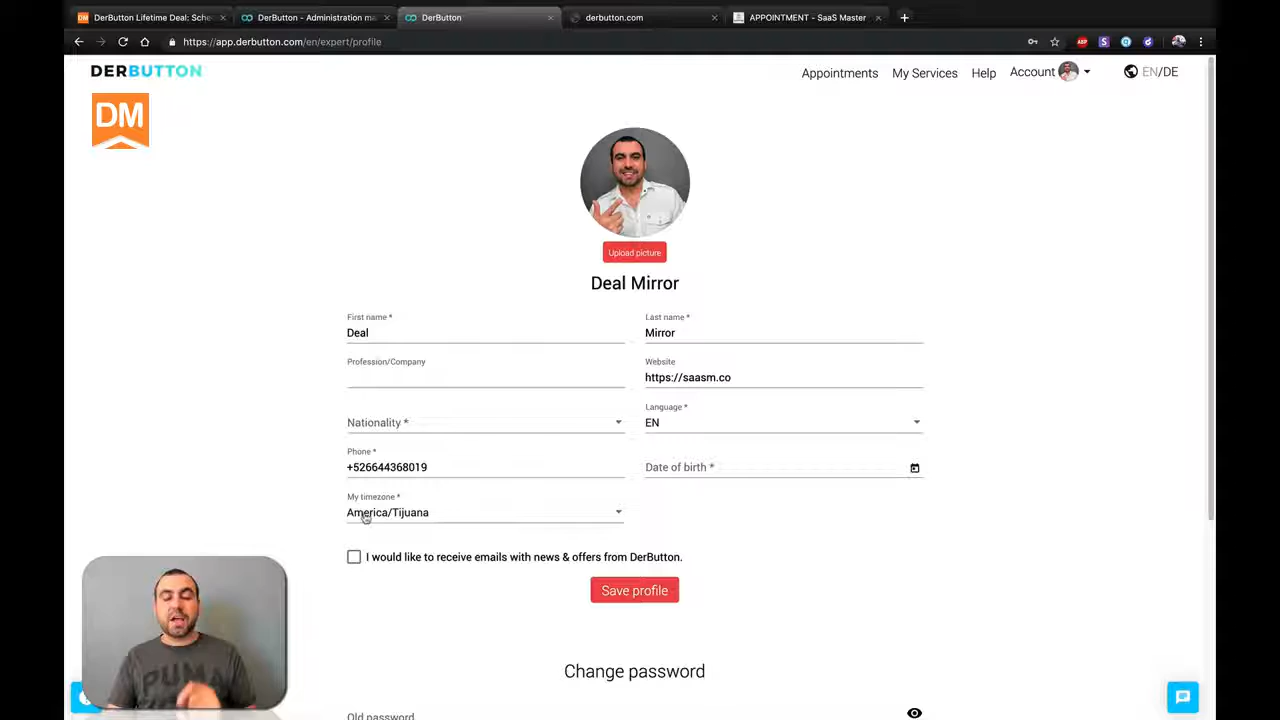 DerButton Lifetime Deal: Sche
DerButton - Administration ma
DerButton
derbutton.com
APPOINTMENT - SaaS Master
https://app.derbutton.com/en/expert/profile
ABP
DERBUTTON
Appointments
My Services
Help
Account
EN/DE
DM
Upload picture
Deal Mirror
First name *
Deal
Last name *
Mirror
Profession/Company
Website
https://saasm.co
Nationality *
Language *
EN
Phone *
+526644368019
Date of birth *
My timezone *
America/Tijuana
I would like to receive emails with news & offers from DerButton.
Save profile
PUMA
Change password
Old password